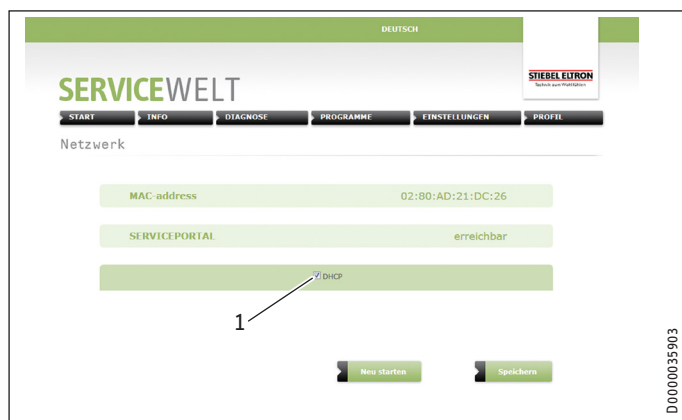 DEUTSCH
STIEBEL ELTRON
Technik zum Wohlfühlen
SERVICEWELT
START INFO DIAGNOSE PROGRAMME EINSTELLUNGEN PROFIL
Netzwerk
MAC-address 02:80:AD:21:DC:26
SERVICEPORTAL erreichbar
DHCP
1
Neu starten Speichern
D0000035903